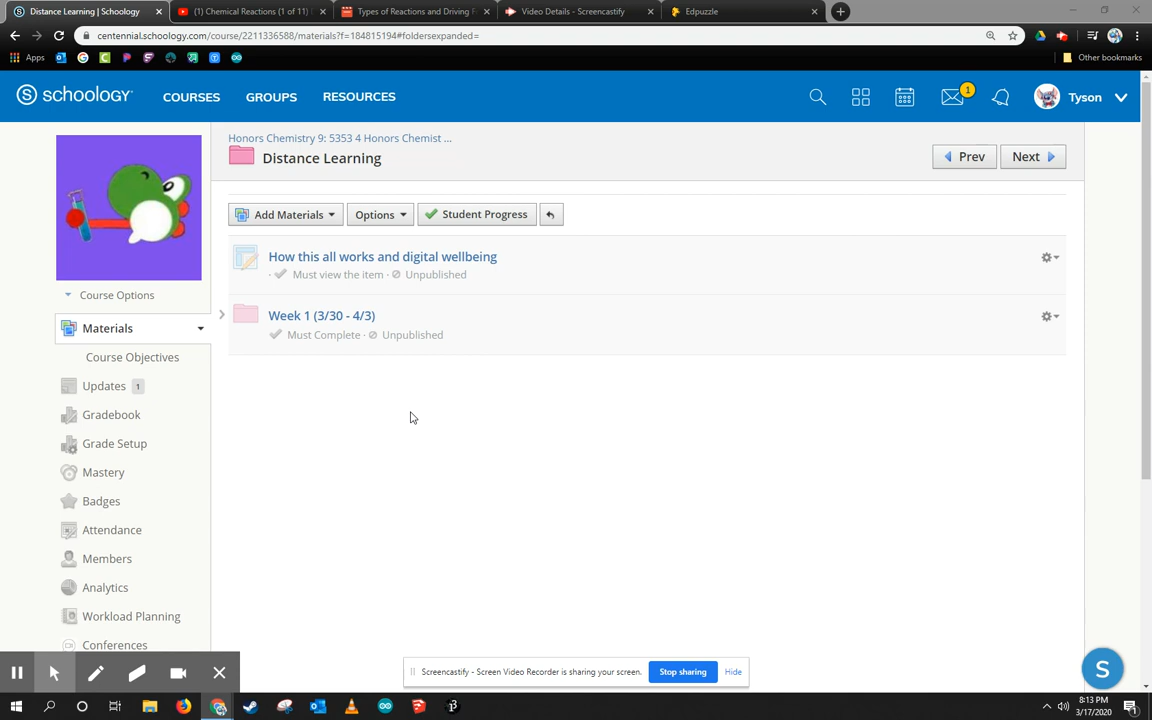 Distance Learning | Schoology
(1) Chemical Reactions (1 of 11)
Types of Reactions and Driving F
Video Details - Screencastify
Edpuzzle
centennial.schoology.com/course/2211336588/materials?f=184815194#foldersexpanded=
Apps
Other bookmarks
S schoology
COURSES
GROUPS
RESOURCES
1
Tyson
Honors Chemistry 9: 5353 4 Honors Chemist ...
Distance Learning
Prev
Next
Add Materials
Options
Student Progress
How this all works and digital wellbeing
· Must view the item · Unpublished
Week 1 (3/30 - 4/3)
Must Complete · Unpublished
Course Options
Materials
Course Objectives
Updates 1
Gradebook
Grade Setup
Mastery
Badges
Attendance
Members
Analytics
Workload Planning
Conferences
Screencastify - Screen Video Recorder is sharing your screen.
Stop sharing
Hide
S
8:13 PM
3/17/2020
1